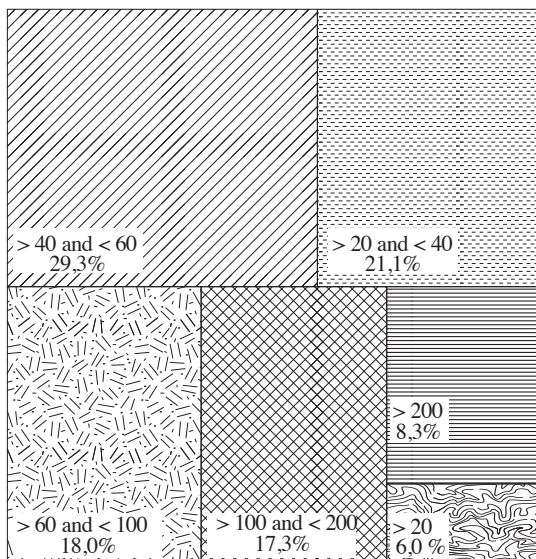 > 40 and < 60
29,3%
> 20 and < 40
21,1%
> 60 and < 100
18,0%
> 100 and < 200
17,3%
> 200
8,3%
> 20
6,0 %